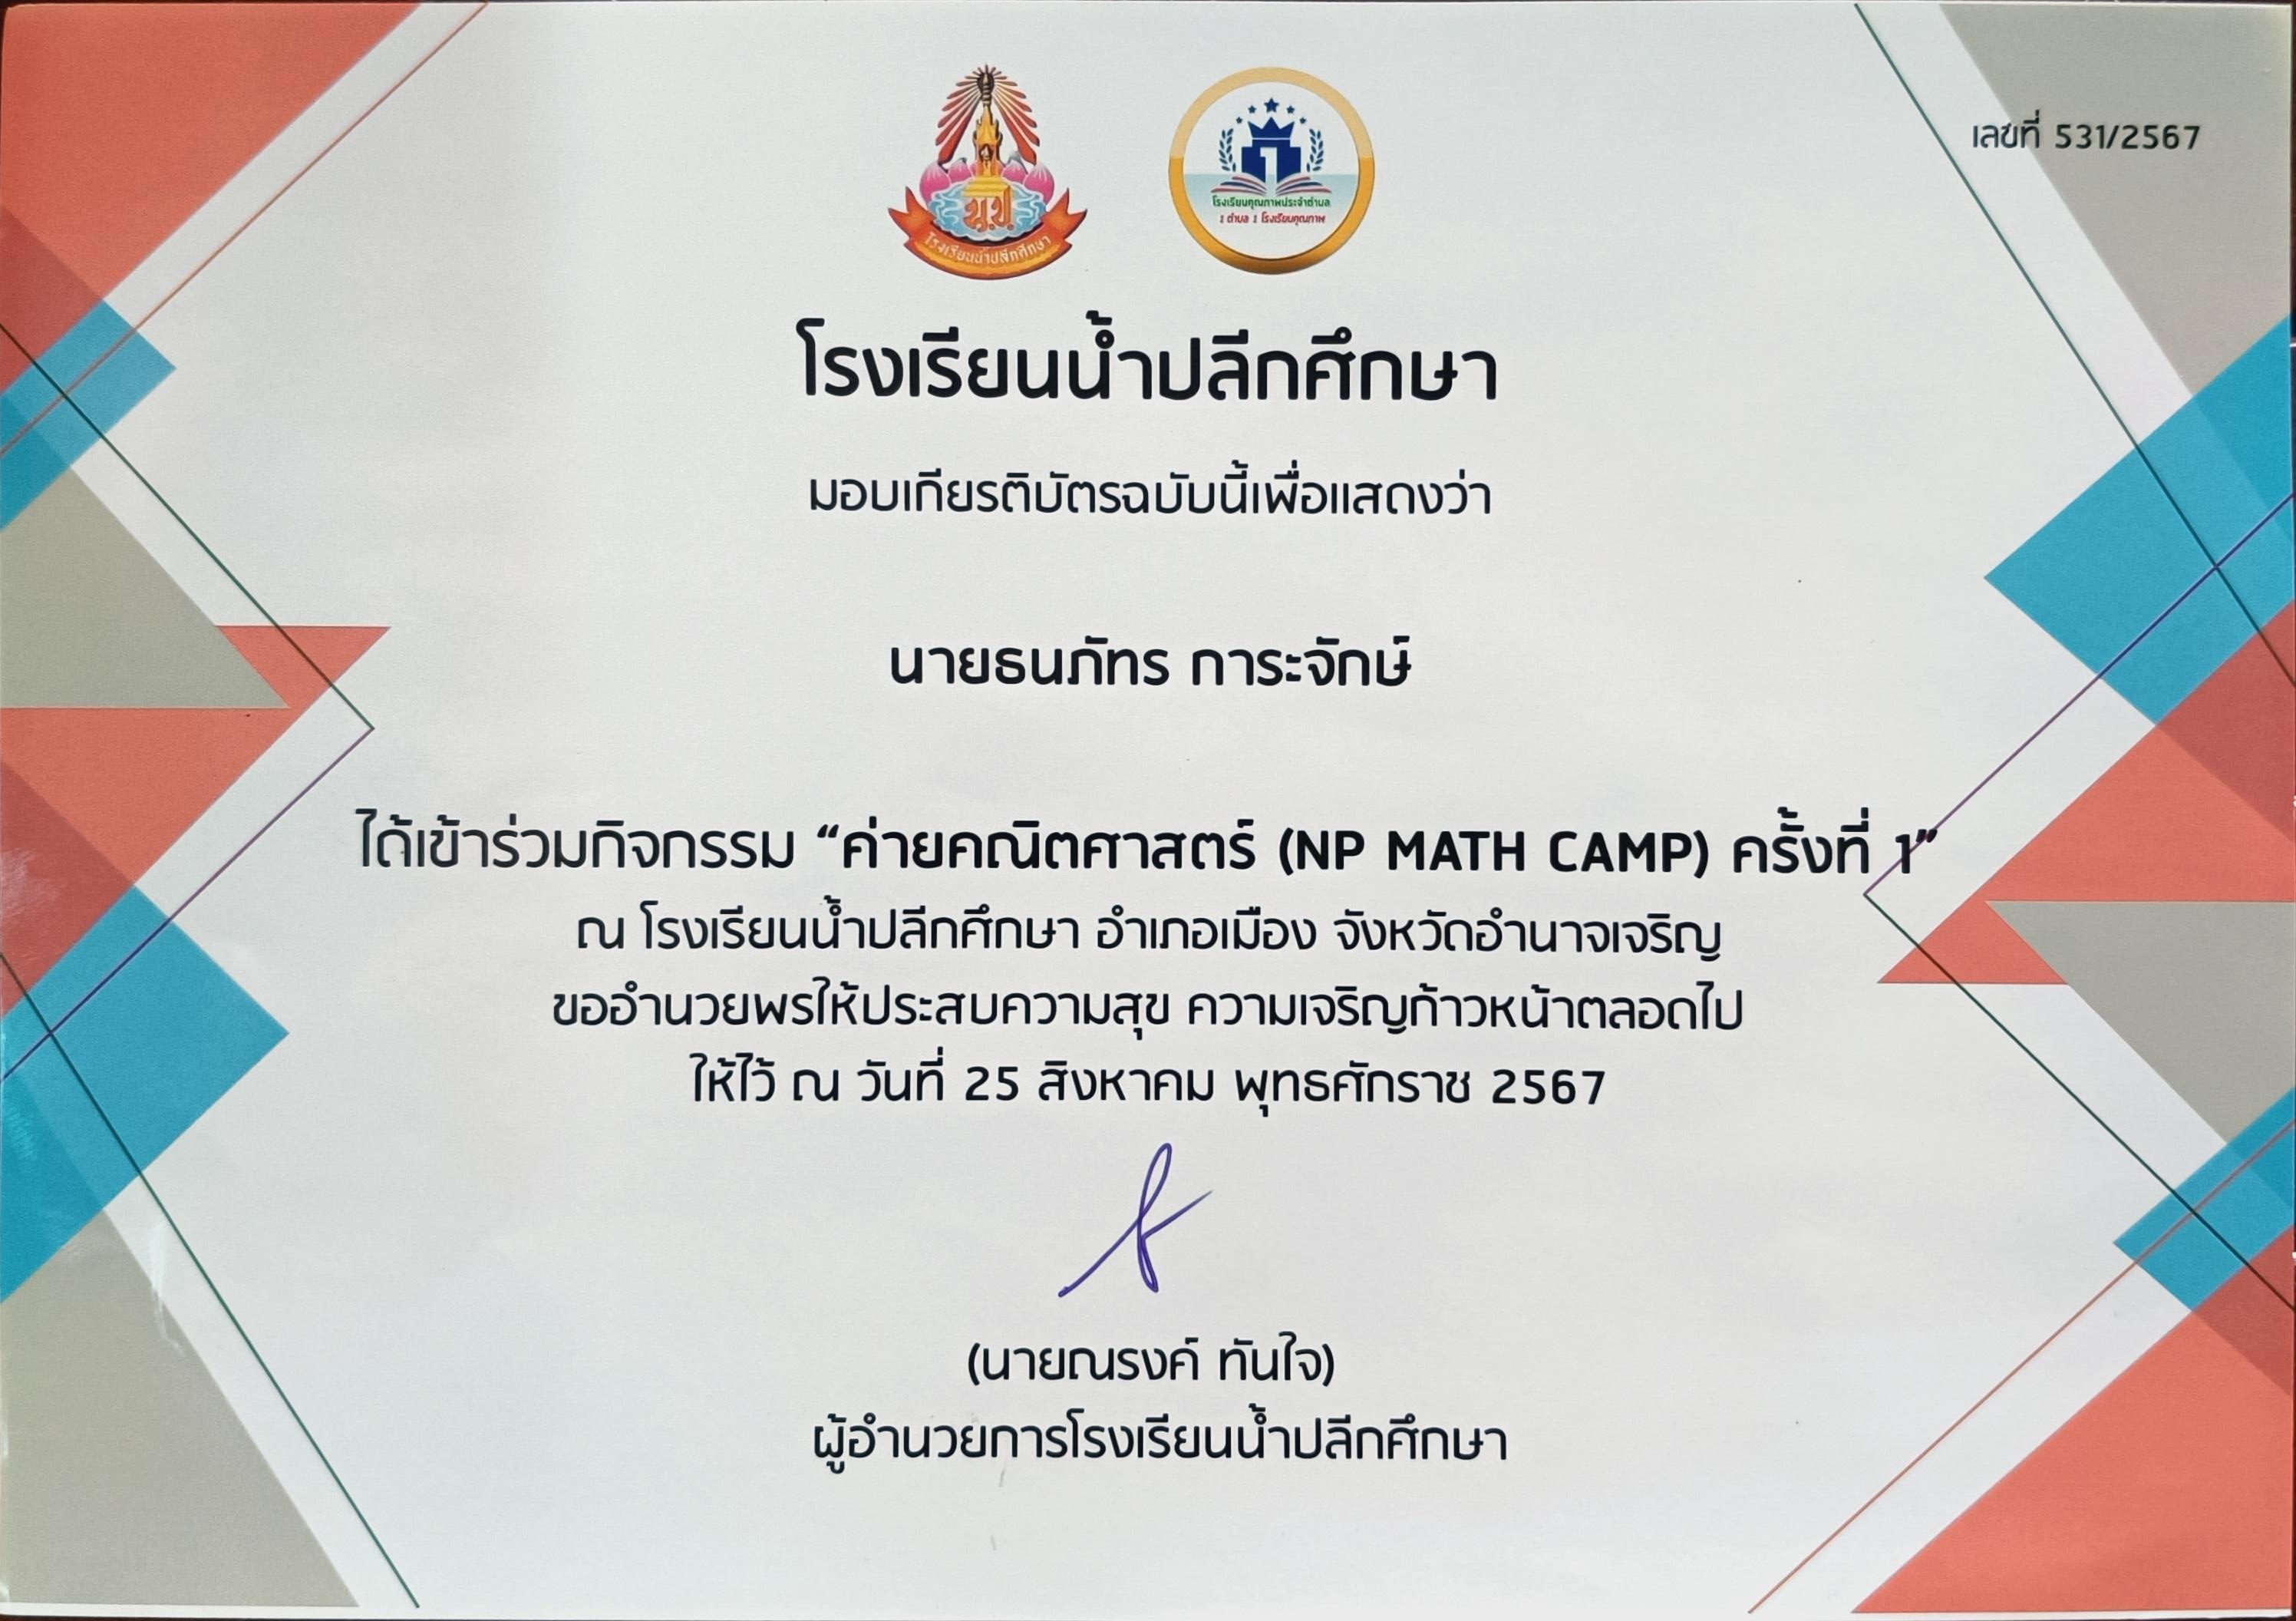 น.ป.
โรงเรียนน้ำปลีกศึกษา
1
โรงเรียนคุณภาพประจำตำบล
1 ตำบล 1 โรงเรียนคุณภาพ
เลขที่ 531/2567
โรงเรียนน้ำปลีกศึกษา
มอบเกียรติบัตรฉบับนี้เพื่อแสดงว่า
นายธนภัทร การะจักษ์
ได้เข้าร่วมกิจกรรม “ค่ายคณิตศาสตร์ (NP MATH CAMP) ครั้งที่ 1”
ณ โรงเรียนน้ำปลีกศึกษา อำเภอเมือง จังหวัดอำนาจเจริญ
ขออำนวยพรให้ประสบความสุข ความเจริญก้าวหน้าตลอดไป
ให้ไว้ ณ วันที่ 25 สิงหาคม พุทธศักราช 2567
(นายณรงค์ ทันใจ)
ผู้อำนวยการโรงเรียนน้ำปลีกศึกษา